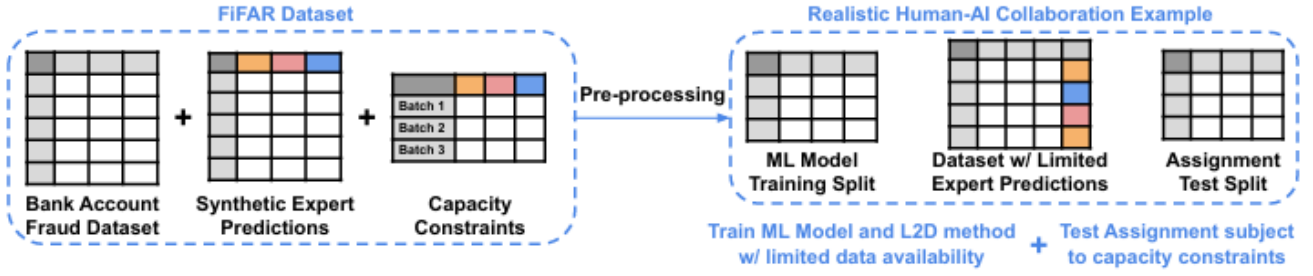 FiFAR Dataset
Realistic Human-AI Collaboration Example
+
+
Batch 1
Batch 2
Batch 3
Bank Account
Fraud Dataset
Synthetic Expert
Predictions
Capacity
Constraints
Pre-processing
ML Model
Training Split
Dataset w/ Limited
Expert Predictions
Assignment
Test Split
Train ML Model and L2D method
w/ limited data availability
+
Test Assignment subject
to capacity constraints